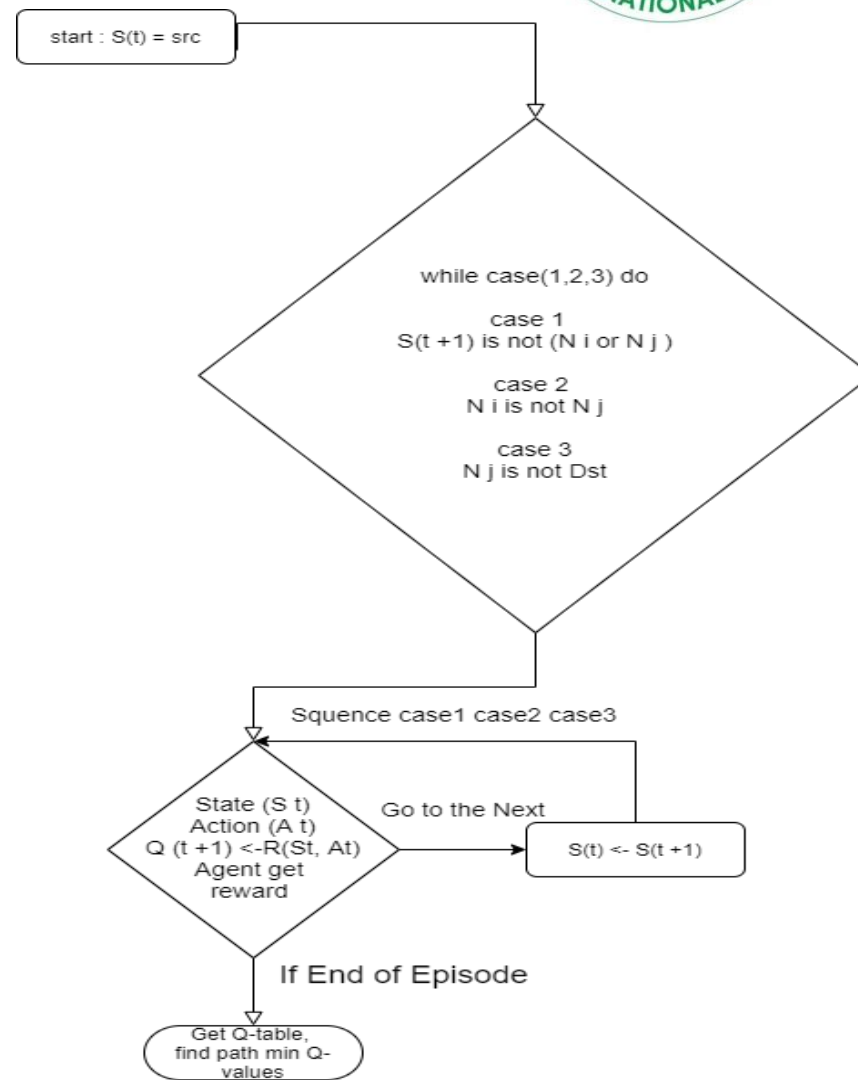 start : S(t) = src
while case(1,2,3) do
case 1
S(t +1) is not (N i or N j )
case 2
N i is not N j
case 3
N j is not Dst
Squence case1 case2 case3
State (S t)
Action (A t)
Q (t +1) <-R(St, At)
Agent get
reward
Go to the Next
S(t) <- S(t +1)
If End of Episode
Get Q-table,
find path min Q-
values